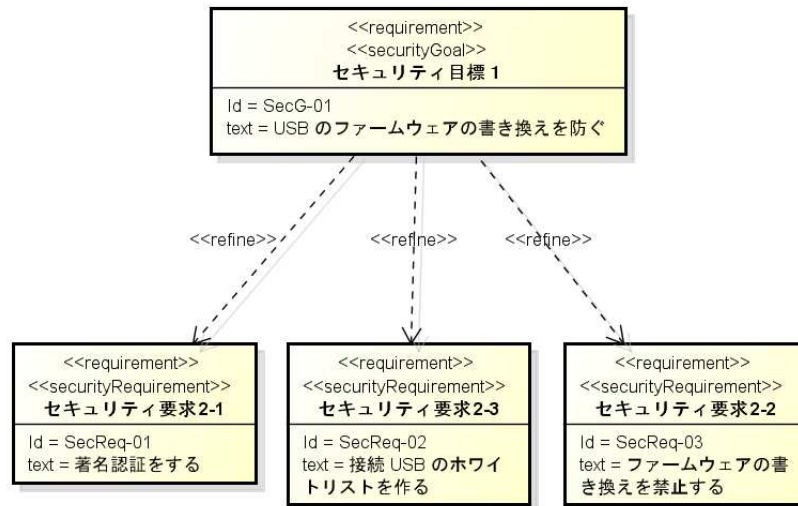 <<requirement>>
<<securityGoal>>
セキュリティ目標 1
Id = SecG-01
text = USB のファームウェアの書き換えを防ぐ
<<refine>>
<<refine>>
<<refine>>
<<requirement>>
<<securityRequirement>>
セキュリティ要求2-1
Id = SecReq-01
text = 著名認証をする
<<requirement>>
<<securityRequirement>>
セキュリティ要求2-3
Id = SecReq-02
text = 接続 USB のホワイ
トリストを作る
<<requirement>>
<<securityRequirement>>
セキュリティ要求2-2
Id = SecReq-03
text = ファームウェアの書
き換えを禁止する